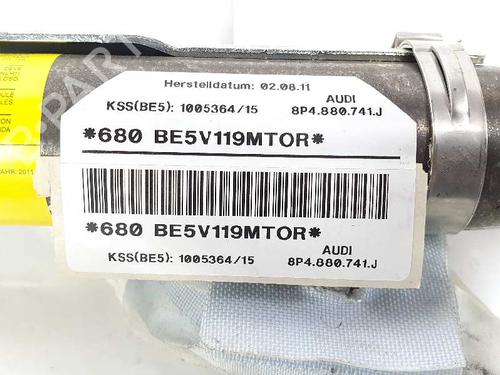 Herstelldatum: 02.08.11
KSS(BE5): 1005364/15
AUDI
8P4.880.741.J
*680 BE5V119MTOR*
*680 BE5V119MTOR*
KSS(BE5): 1005364/15
AUDI
8P4.880.741.J